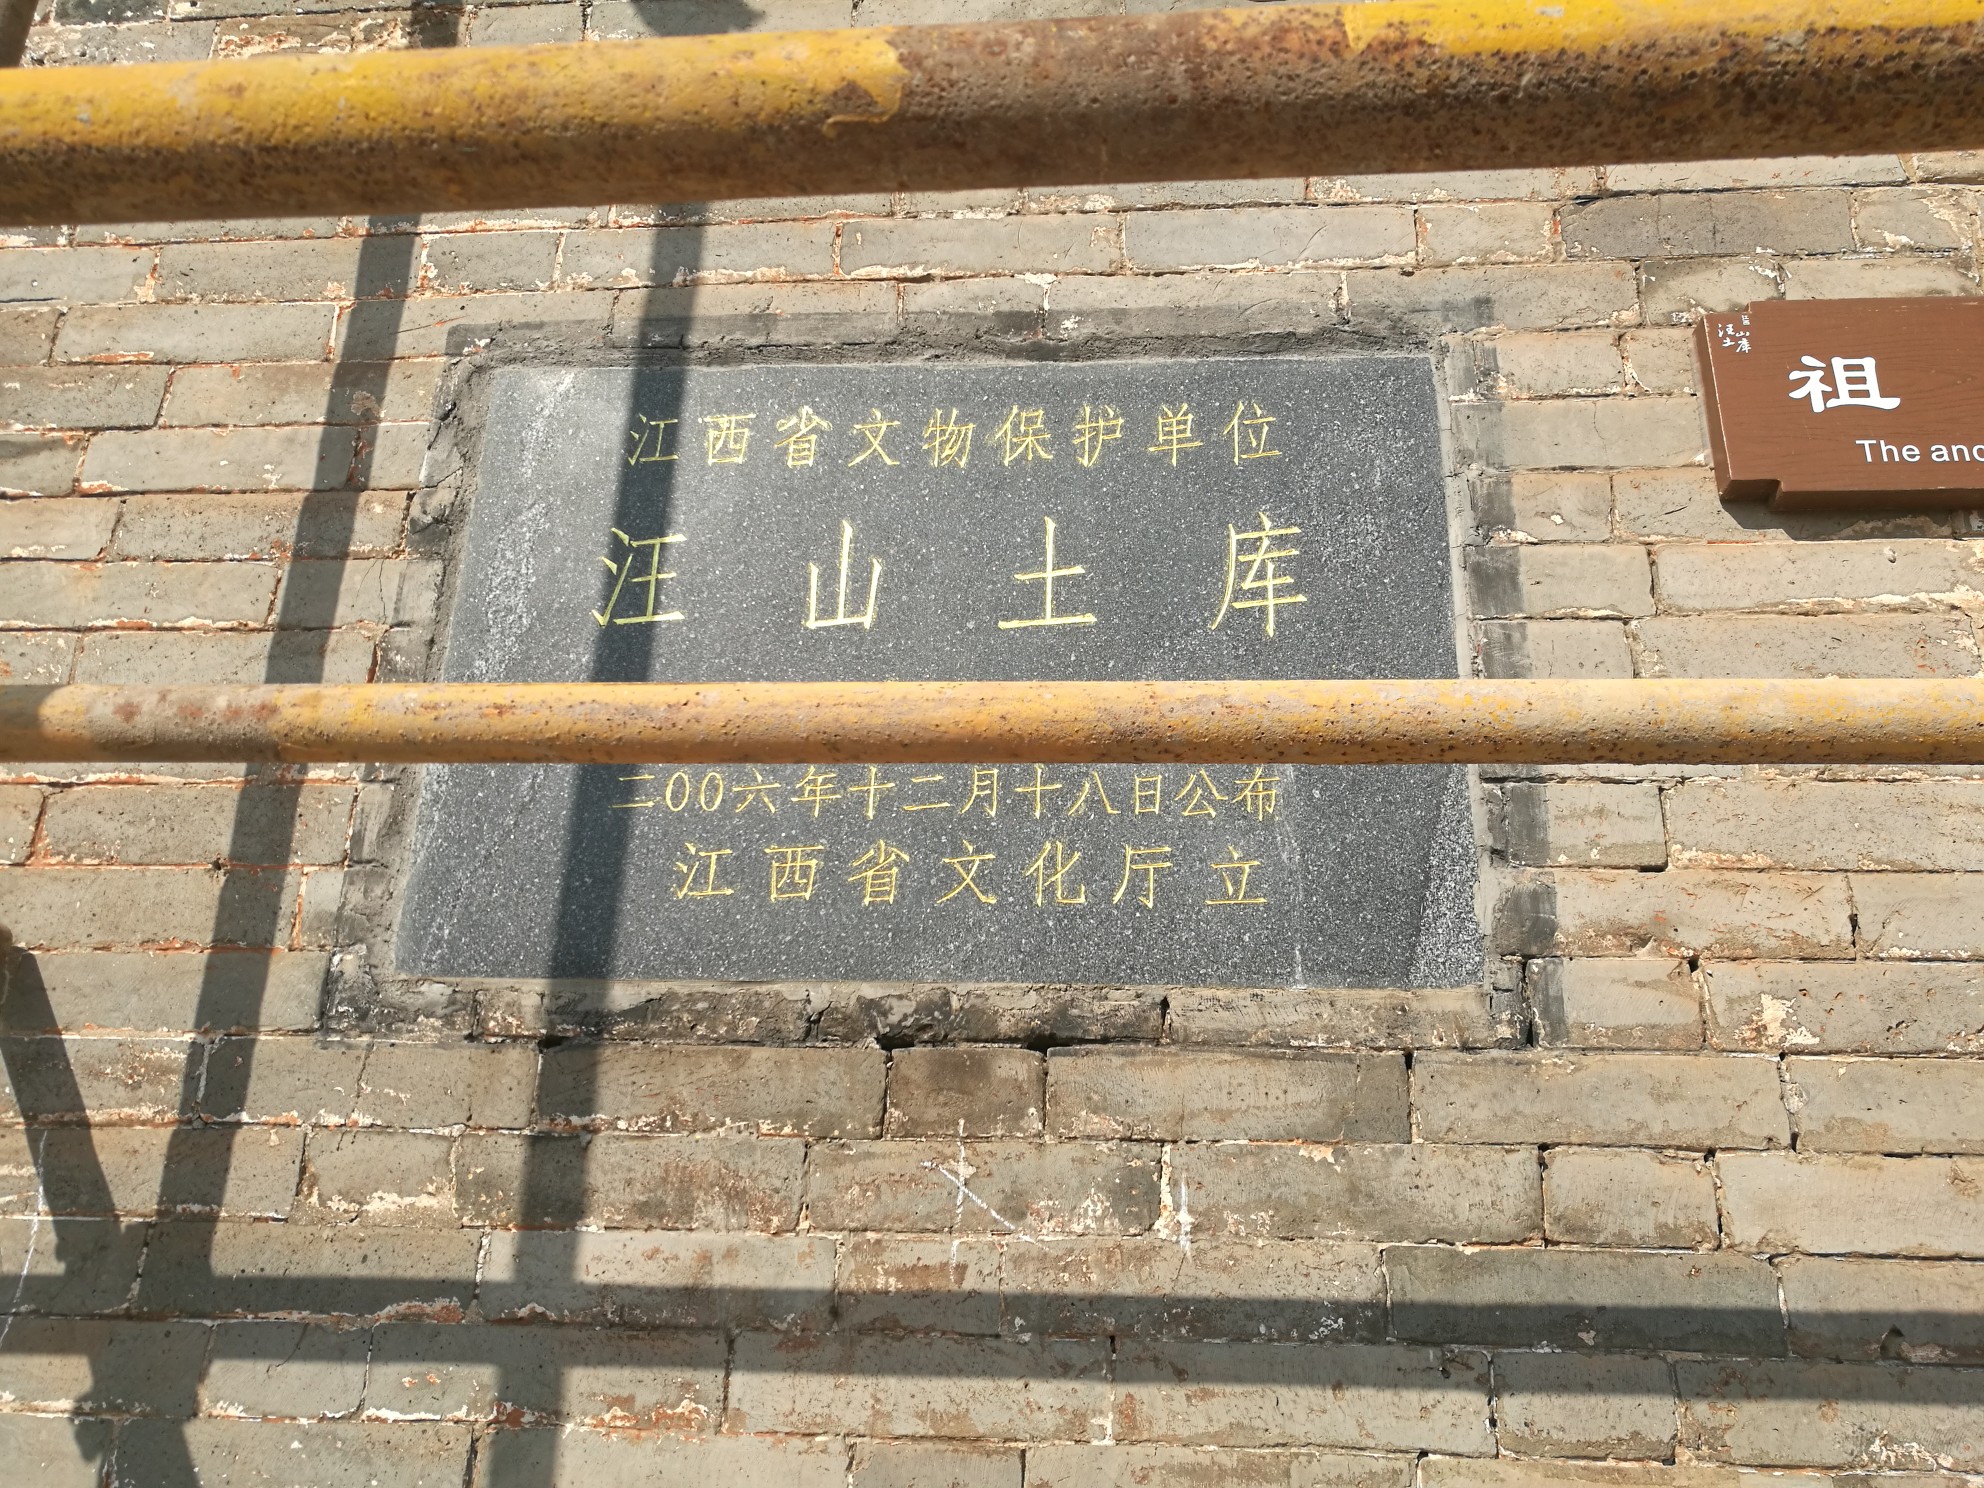 江西省文物保护单位
汪山土库
二00六年十二月十八日公布
江西省文化厅立
汪山
土库
祖
The anc